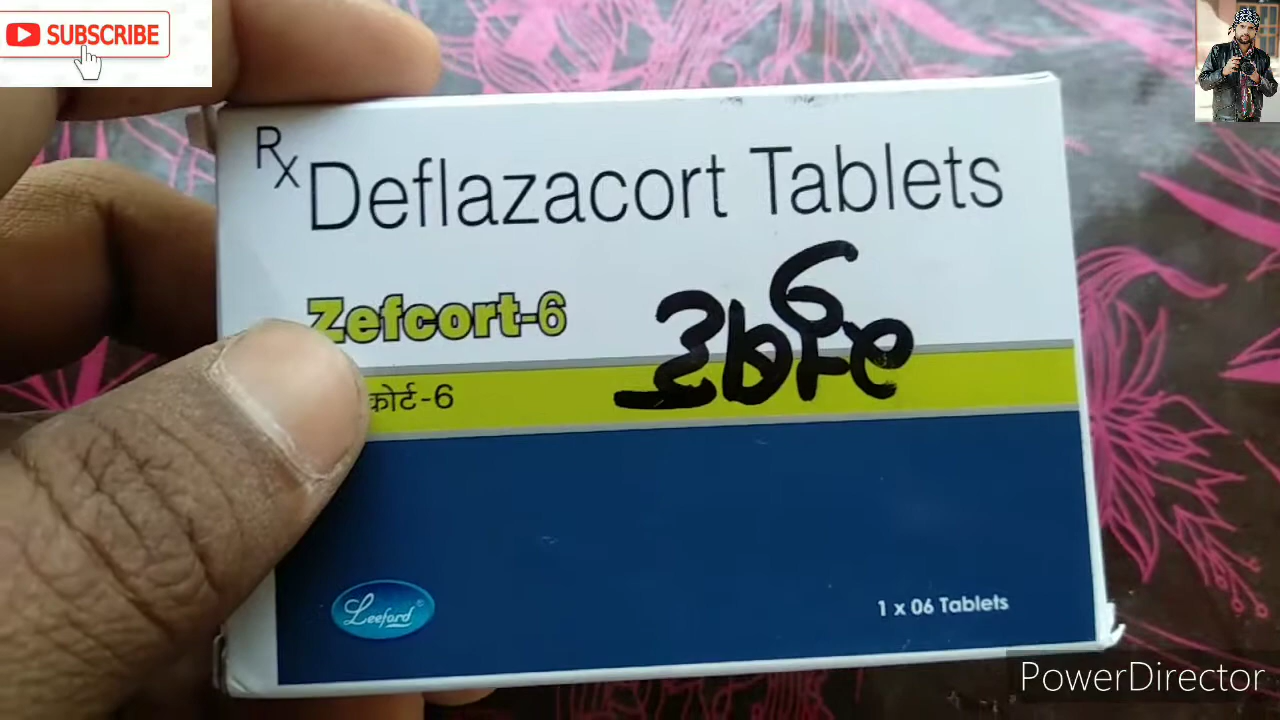 SUBSCRIBE
Rx Deflazacort Tablets
Zefcort-6
कोर्ट-6
Leeford
1 x 06 Tablets
PowerDirector